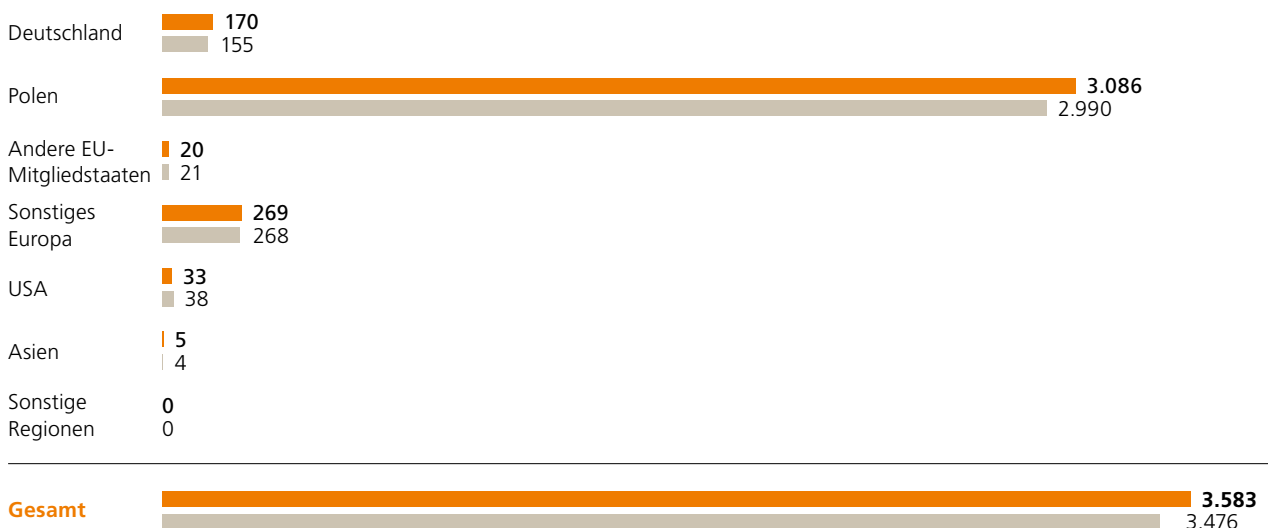 Deutschland
170
155
Polen
3.086
2.990
Andere EU-
Mitgliedstaaten
20
21
Sonstiges
Europa
269
268
USA
33
38
Asien
5
4
Sonstige
Regionen
0
0
Gesamt
3.583
3.476